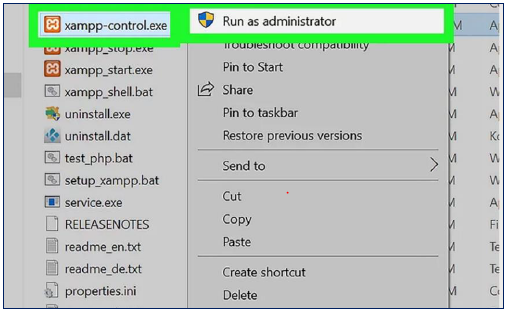 xampp-control.exe
xampp_stop.exe
xampp_start.exe
xampp_shell.bat
uninstall.exe
uninstall.dat
test_php.bat
setup_xampp.bat
service.exe
RELEASENOTES
readme_en.txt
readme_de.txt
properties.ini
Run as administrator
Troubleshoot compatibility
Pin to Start
Share
Pin to taskbar
Restore previous versions
Send to
Cut
Copy
Paste
Create shortcut
Delete